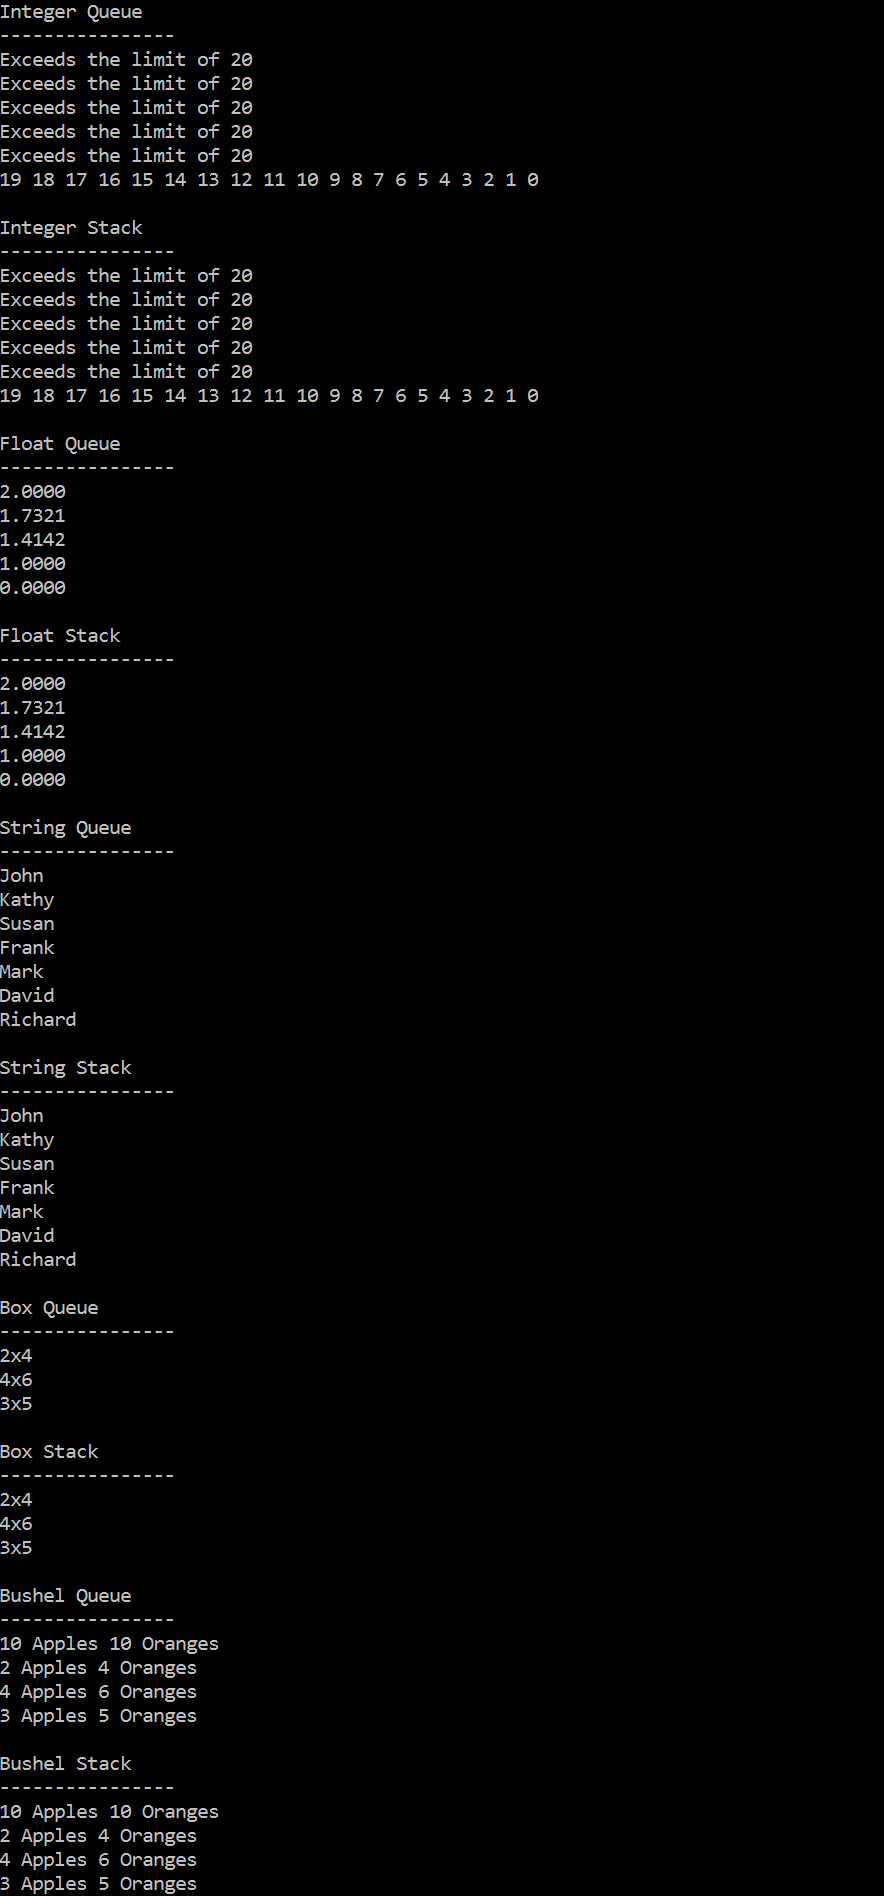 Integer Queue
----------------
Exceeds the limit of 20
Exceeds the limit of 20
Exceeds the limit of 20
Exceeds the limit of 20
Exceeds the limit of 20
19 18 17 16 15 14 13 12 11 10 9 8 7 6 5 4 3 2 1 0

Integer Stack
----------------
Exceeds the limit of 20
Exceeds the limit of 20
Exceeds the limit of 20
Exceeds the limit of 20
Exceeds the limit of 20
19 18 17 16 15 14 13 12 11 10 9 8 7 6 5 4 3 2 1 0

Float Queue
----------------
2.0000
1.7321
1.4142
1.0000
0.0000

Float Stack
----------------
2.0000
1.7321
1.4142
1.0000
0.0000

String Queue
----------------
John
Kathy
Susan
Frank
Mark
David
Richard

String Stack
----------------
John
Kathy
Susan
Frank
Mark
David
Richard

Box Queue
----------------
2x4
4x6
3x5

Box Stack
----------------
2x4
4x6
3x5

Bushel Queue
----------------
10 Apples 10 Oranges
2 Apples 4 Oranges
4 Apples 6 Oranges
3 Apples 5 Oranges

Bushel Stack
----------------
10 Apples 10 Oranges
2 Apples 4 Oranges
4 Apples 6 Oranges
3 Apples 5 Oranges